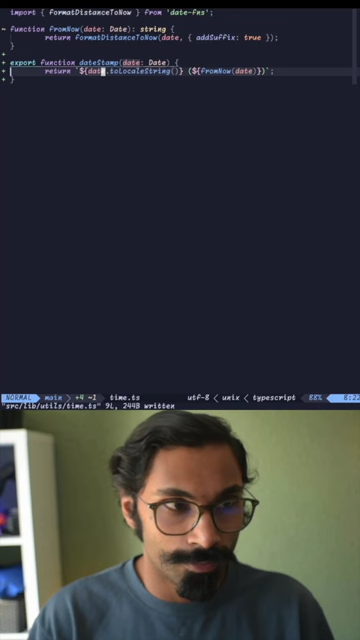 import { formatDistanceToNow } from 'date-fns';
~ function fromNow(date: Date): string {
return formatDistanceToNow(date, { addSuffix: true });
}
+
+ export function dateStamp(date: Date) {
+ return `${date.toLocaleString()} (${fromNow(date)})`;
+ }
NORMAL main > +4 ~1 time.ts utf-8 < unix < typescript 88% 8:22
"src/lib/utils/time.ts" 9L, 244B written